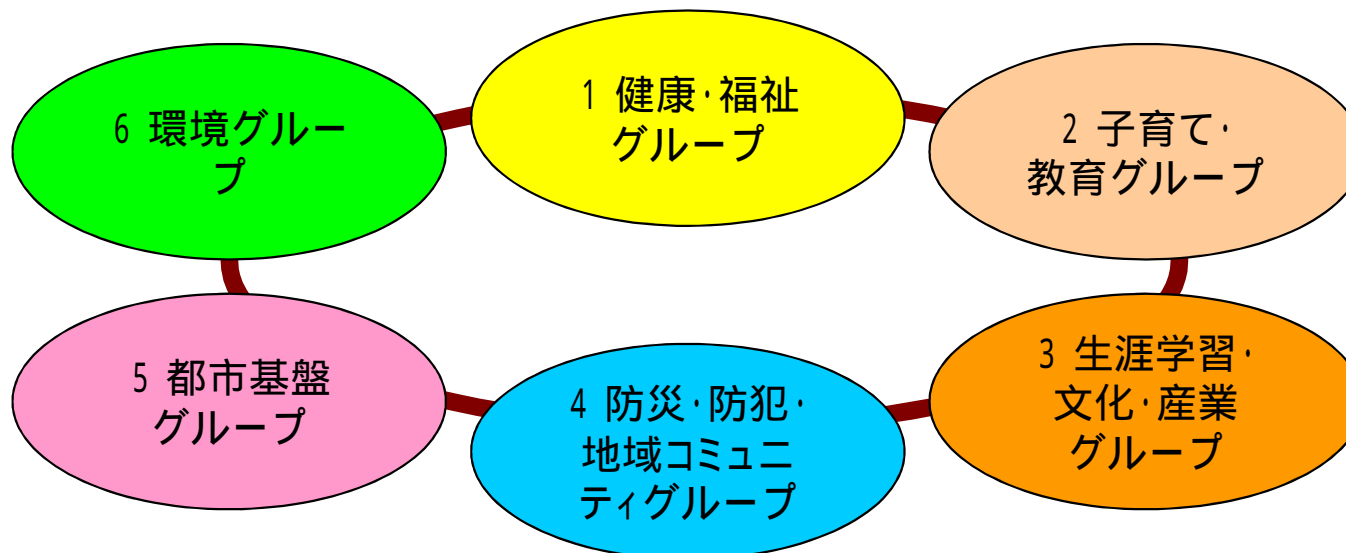 1 健康・福祉
グループ
2 子育て・
教育グループ
3 生涯学習・
文化・産業
グループ
4 防災・防犯・
地域コミュニ
ティグループ
5 都市基盤
グループ
6 環境グルー
プ